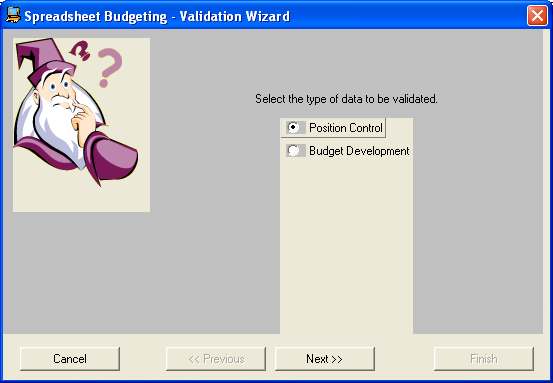 Spreadsheet Budgeting - Validation Wizard
?
?
Select the type of data to be validated.
Position Control
Budget Development
Cancel
<< Previous
Next >>
Finish